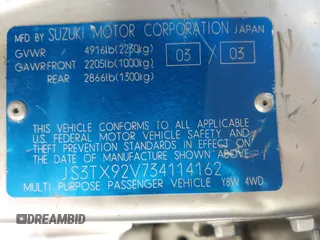 MFD BY SUZUKI MOTOR CORPORATION JAPAN
GVWR 4916lb(2230kg) 03 / 03
GAWR FRONT 2205lb(1000kg)
REAR 2866lb(1300kg)
THIS VEHICLE CONFORMS TO ALL APPLICABLE
U.S. FEDERAL MOTOR VEHICLE SAFETY AND
THEFT PREVENTION STANDARDS IN EFFECT ON
THE DATE OF MANUFACTURE SHOWN ABOVE.
JS3TX92V734114162
MULTI PURPOSE PASSENGER VEHICLE Y8W 4WD
DREAMBID